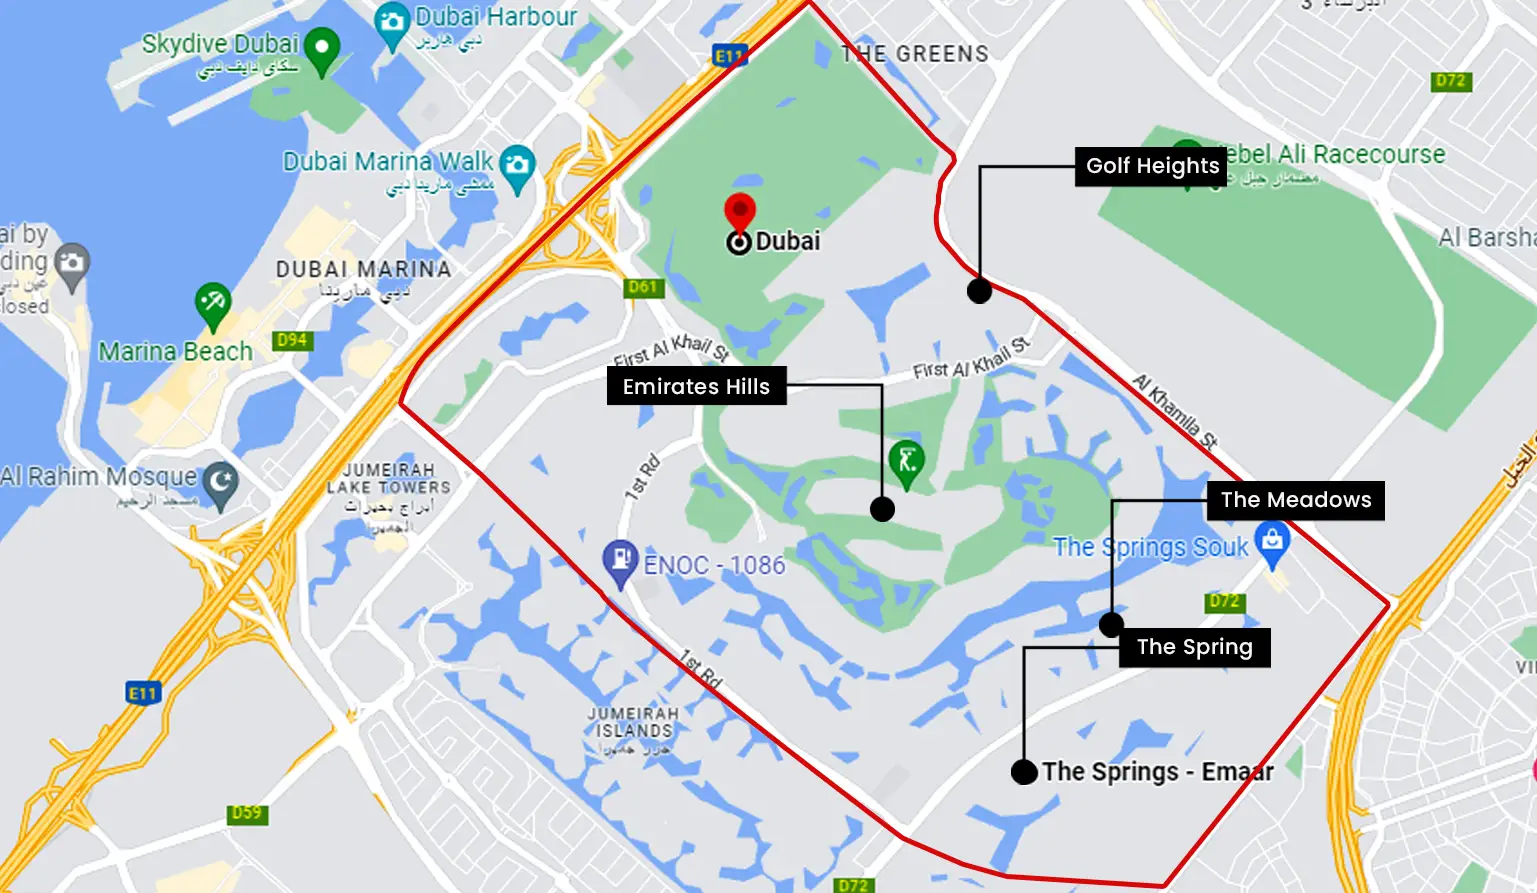 Dubai Harbour
دبي هاربر
Skydive Dubai
سكاي دايف دبي
E11
THE GREENS
D72
Dubai Marina Walk
ممشى مارينا دبي
Golf Heights
ebel Ali Racecourse
مضمار جبل ع
ai by
ding
عين دبي
losed
Dubai
Al Barsha
DUBAI MARINA
دبي مارينا
D61
D94
Marina Beach
First Al Khail St
First Al Khail St
Emirates Hills
Al Khamila St
Al Rahim Mosque
مسجد الرحيم
JUMEIRAH
LAKE TOWERS
أبراج بحيرات
الجميرا
1st Rd
The Meadows
The Springs Souk
ENOC - 1086
D72
The Spring
1st Rd
E11
JUMEIRAH
ISLANDS
جزر جميرا
The Springs - Emaar
D59
D72